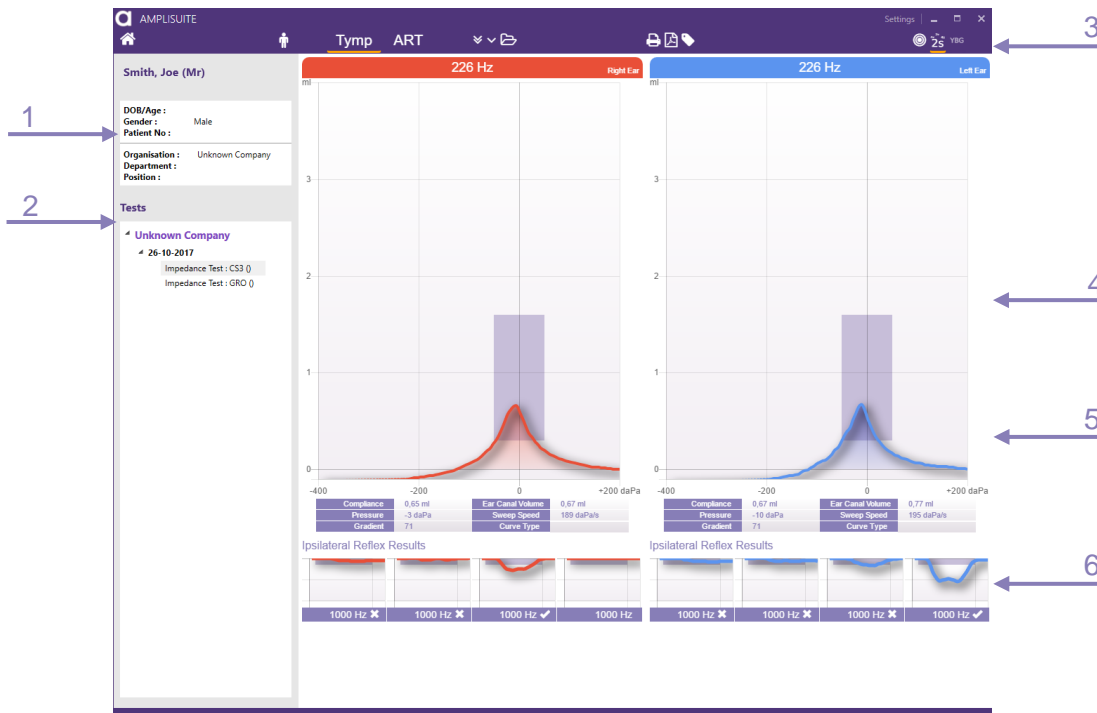 AMPLISUITE
Settings
Tymp ART
2s YBG
3
Smith, Joe (Mr)
1
DOB/Age :
Gender : Male
Patient No :
Organisation : Unknown Company
Department :
Position :
2
Tests
Unknown Company
26-10-2017
Impedance Test : CS3 ()
Impedance Test : GRO ()
226 Hz Right Ear
ml
3
2
1
0
-400 -200 0 +200 daPa
Compliance 0,65 ml Ear Canal Volume 0,67 ml
Pressure -3 daPa Sweep Speed 189 daPa/s
Gradient 71 Curve Type
Ipsilateral Reflex Results
1000 Hz ✖ 1000 Hz ✖ 1000 Hz ✔ 1000 Hz
226 Hz Left Ear
ml
3
2
1
0
-400 -200 0 +200 daPa
Compliance 0,67 ml Ear Canal Volume 0,77 ml
Pressure -10 daPa Sweep Speed 195 daPa/s
Gradient 71 Curve Type
Ipsilateral Reflex Results
1000 Hz ✖ 1000 Hz ✖ 1000 Hz ✖ 1000 Hz ✔
4
5
6